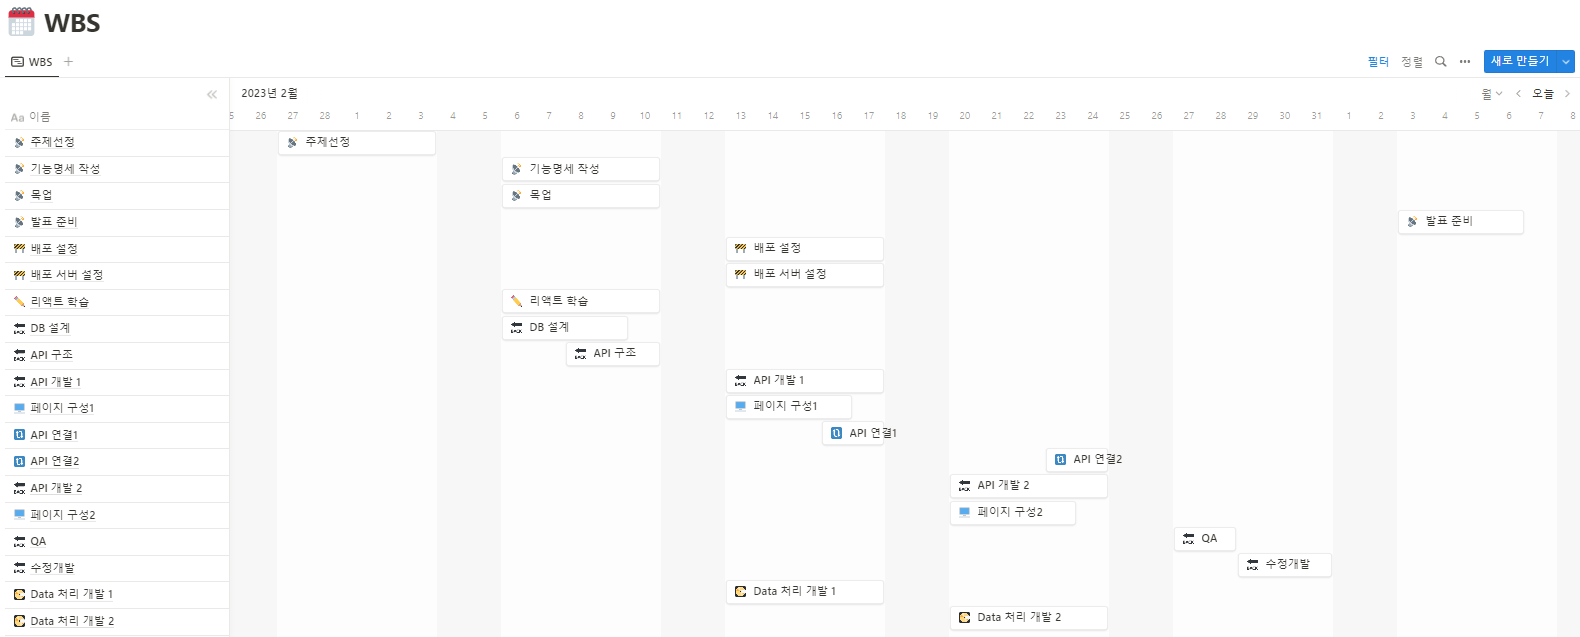 WBS
WBS
필터 정렬 새로 만들기
2023년 2월
월 오늘
Aa 이름
5 26 27 28 1 2 3 4 5 6 7 8 9 10 11 12 13 14 15 16 17 18 19 20 21 22 23 24 25 26 27 28 29 30 31 1 2 3 4 5 6 7 8
주제선정 주제선정
기능명세 작성 기능명세 작성
목업 목업
발표 준비 발표 준비
배포 설정 배포 설정
배포 서버 설정 배포 서버 설정
리액트 학습 리액트 학습
BACK DB 설계 BACK DB 설계
BACK API 구조 BACK API 구조
BACK API 개발 1 BACK API 개발 1
페이지 구성1 페이지 구성1
API 연결1 API 연결1
API 연결2 API 연결2
BACK API 개발 2 BACK API 개발 2
페이지 구성2 페이지 구성2
BACK QA BACK QA
BACK 수정개발 BACK 수정개발
Data 처리 개발 1 Data 처리 개발 1
Data 처리 개발 2 Data 처리 개발 2